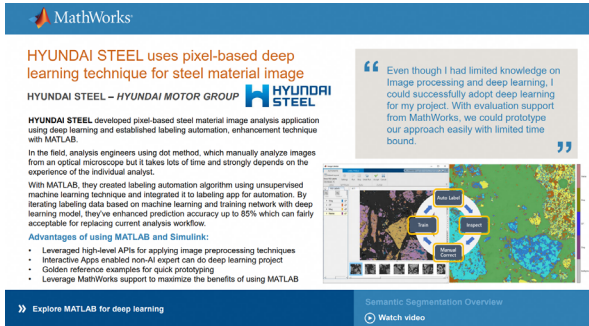 MathWorks
HYUNDAI STEEL uses pixel-based deep
learning technique for steel material image
HYUNDAI STEEL – HYUNDAI MOTOR GROUP
HYUNDAI
STEEL
HYUNDAI STEEL developed pixel-based steel material image analysis application
using deep learning and established labeling automation, enhancement technique
with MATLAB.
In the field, analysis engineers using dot method, which manually analyze images
from an optical microscope but it takes lots of time and strongly depends on the
experience of the individual analyst.
With MATLAB, they created labeling automation algorithm using unsupervised
machine learning technique and integrated it to labeling app for automation. By
iterating labeling data based on machine learning and training network with deep
learning model, they've enhanced prediction accuracy up to 85% which can fairly
acceptable for replacing current analysis workflow.
Advantages of using MATLAB and Simulink:
• Leveraged high-level APIs for applying image preprocessing techniques
• Interactive Apps enabled non-AI expert can do deep learning project
• Golden reference examples for quick prototyping
• Leverage MathWorks support to maximize the benefits of using MATLAB
“ Even though I had limited knowledge on
Image processing and deep learning, I
could successfully adopt deep learning
for my project. With evaluation support
from MathWorks, we could prototype
our approach easily with limited time
bound. ”
Auto Label
Train
Inspect
Manual
Correct
» Explore MATLAB for deep learning
Semantic Segmentation Overview
Watch video